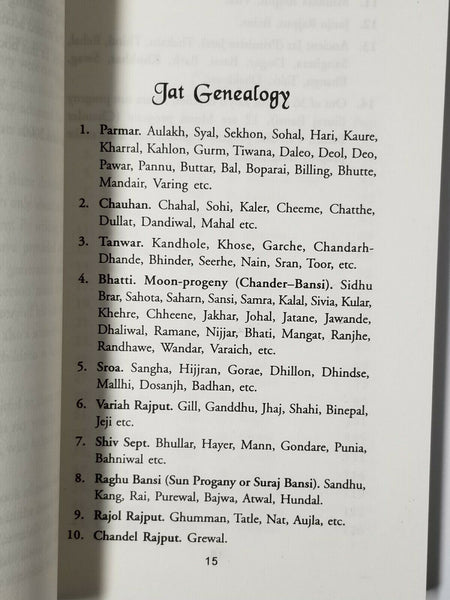 Jat Genealogy
1. Parmar. Aulakh, Syal, Sekhon, Sohal, Hari, Kaure,
Kharral, Kahlon, Gurm, Tiwana, Daleo, Deol, Deo,
Pawar, Pannu, Buttar, Bal, Boparai, Billing, Bhutte,
Mandair, Varing etc.
2. Chauhan. Chahal, Sohi, Kaler, Cheeme, Chatthe,
Dullat, Dandiwal, Mahal etc.
3. Tanwar. Kandhole, Khose, Garche, Chandarh-
Dhande, Bhinder, Seerhe, Nain, Sran, Toor, etc.
4. Bhatti. Moon-progeny (Chander–Bansi). Sidhu
Brar, Sahota, Saharn, Sansi, Samra, Kalal, Sivia, Kular,
Khehre, Chheene, Jakhar, Johal, Jatane, Jawande,
Dhaliwal, Ramane, Nijjar, Bhati, Mangat, Ranjhe,
Randhawe, Wandar, Varaich, etc.
5. Sroa. Sangha, Hijjran, Gorae, Dhillon, Dhindse,
Mallhi, Dosanjh, Badhan, etc.
6. Variah Rajput. Gill, Ganddhu, Jhaj, Shahi, Binepal,
Jeji etc.
7. Shiv Sept. Bhullar, Hayer, Mann, Gondare, Punia,
Bahniwal etc.
8. Raghu Bansi (Sun Progany or Suraj Bansi). Sandhu,
Kang, Rai, Purewal, Bajwa, Atwal, Hundal.
9. Rajol Rajput. Ghumman, Tatle, Nat, Aujla, etc.
10. Chandel Rajput. Grewal.
15